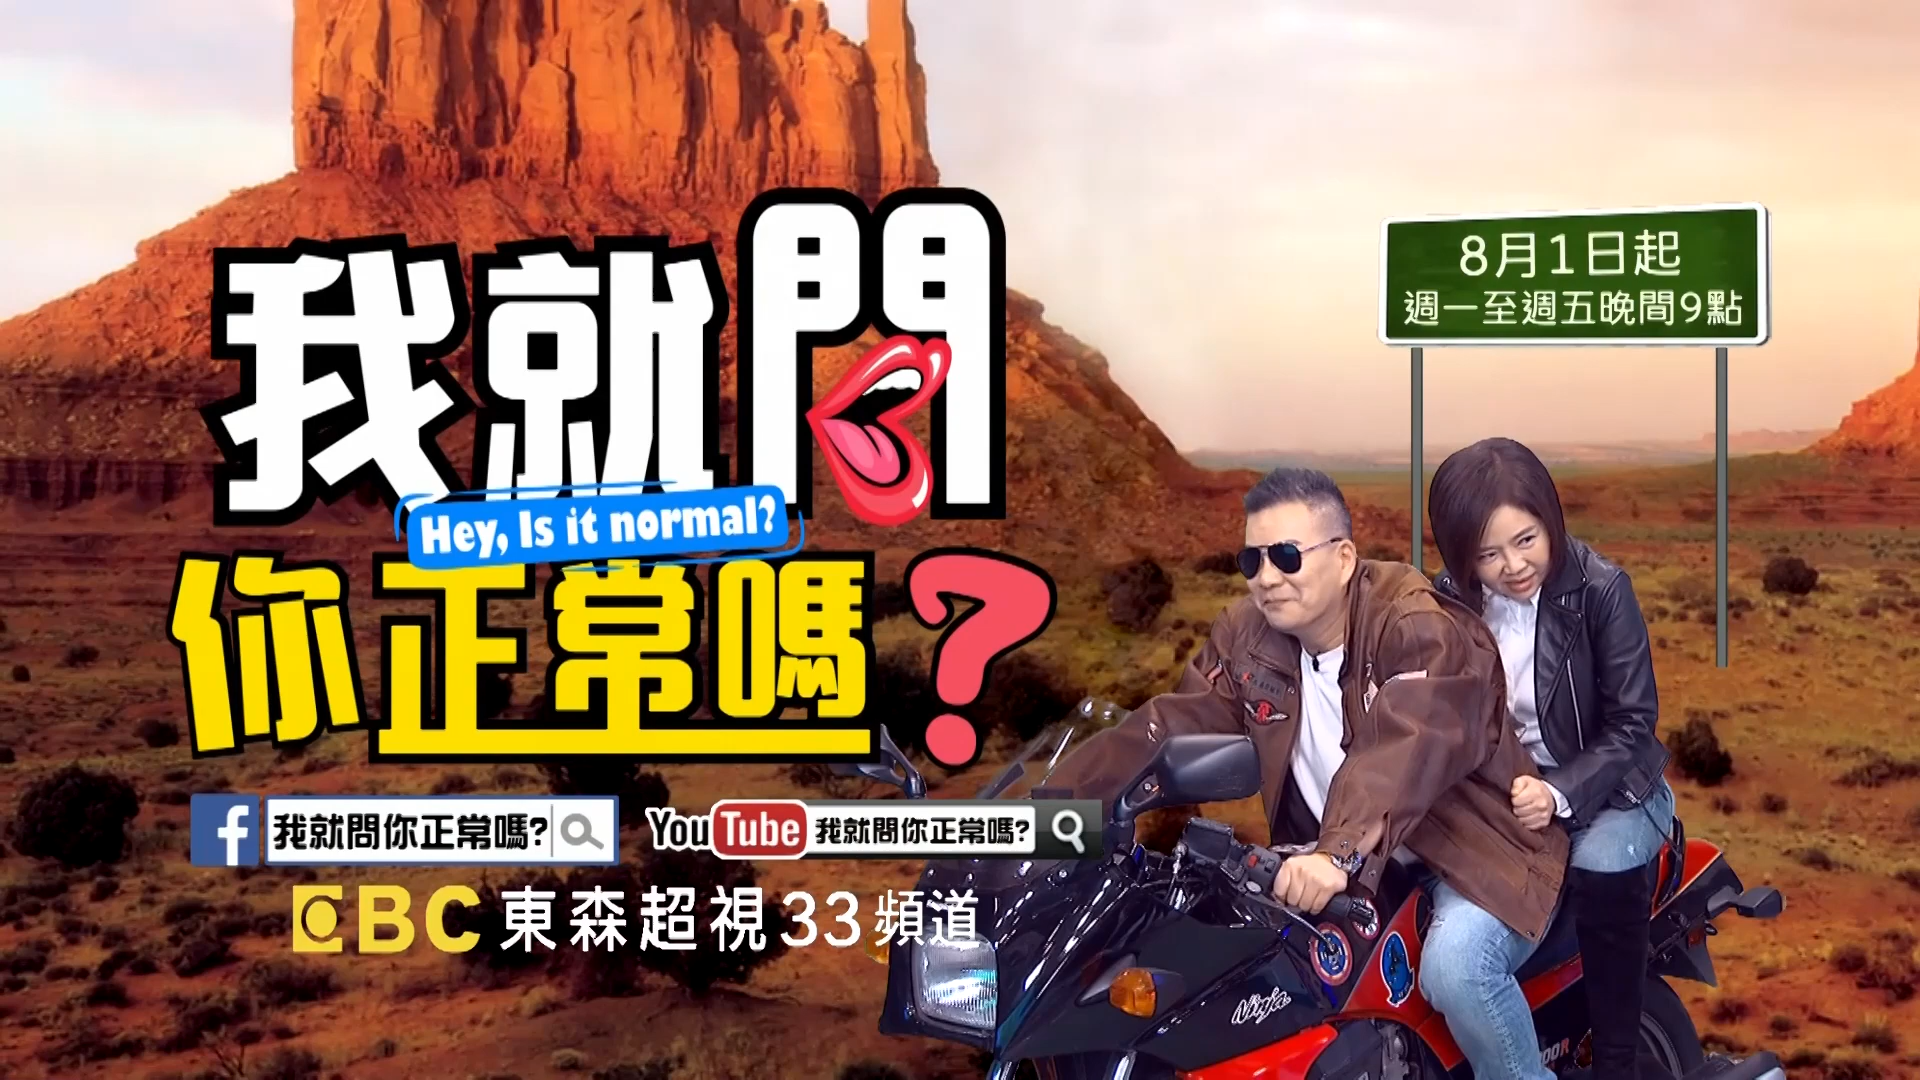 我就問
Hey, Is it normal?
你正常嗎?
8月1日起
週一至週五晚間9點
f 我就問你正常嗎?
YouTube 我就問你正常嗎?
EBC 東森超視33頻道
Ninja